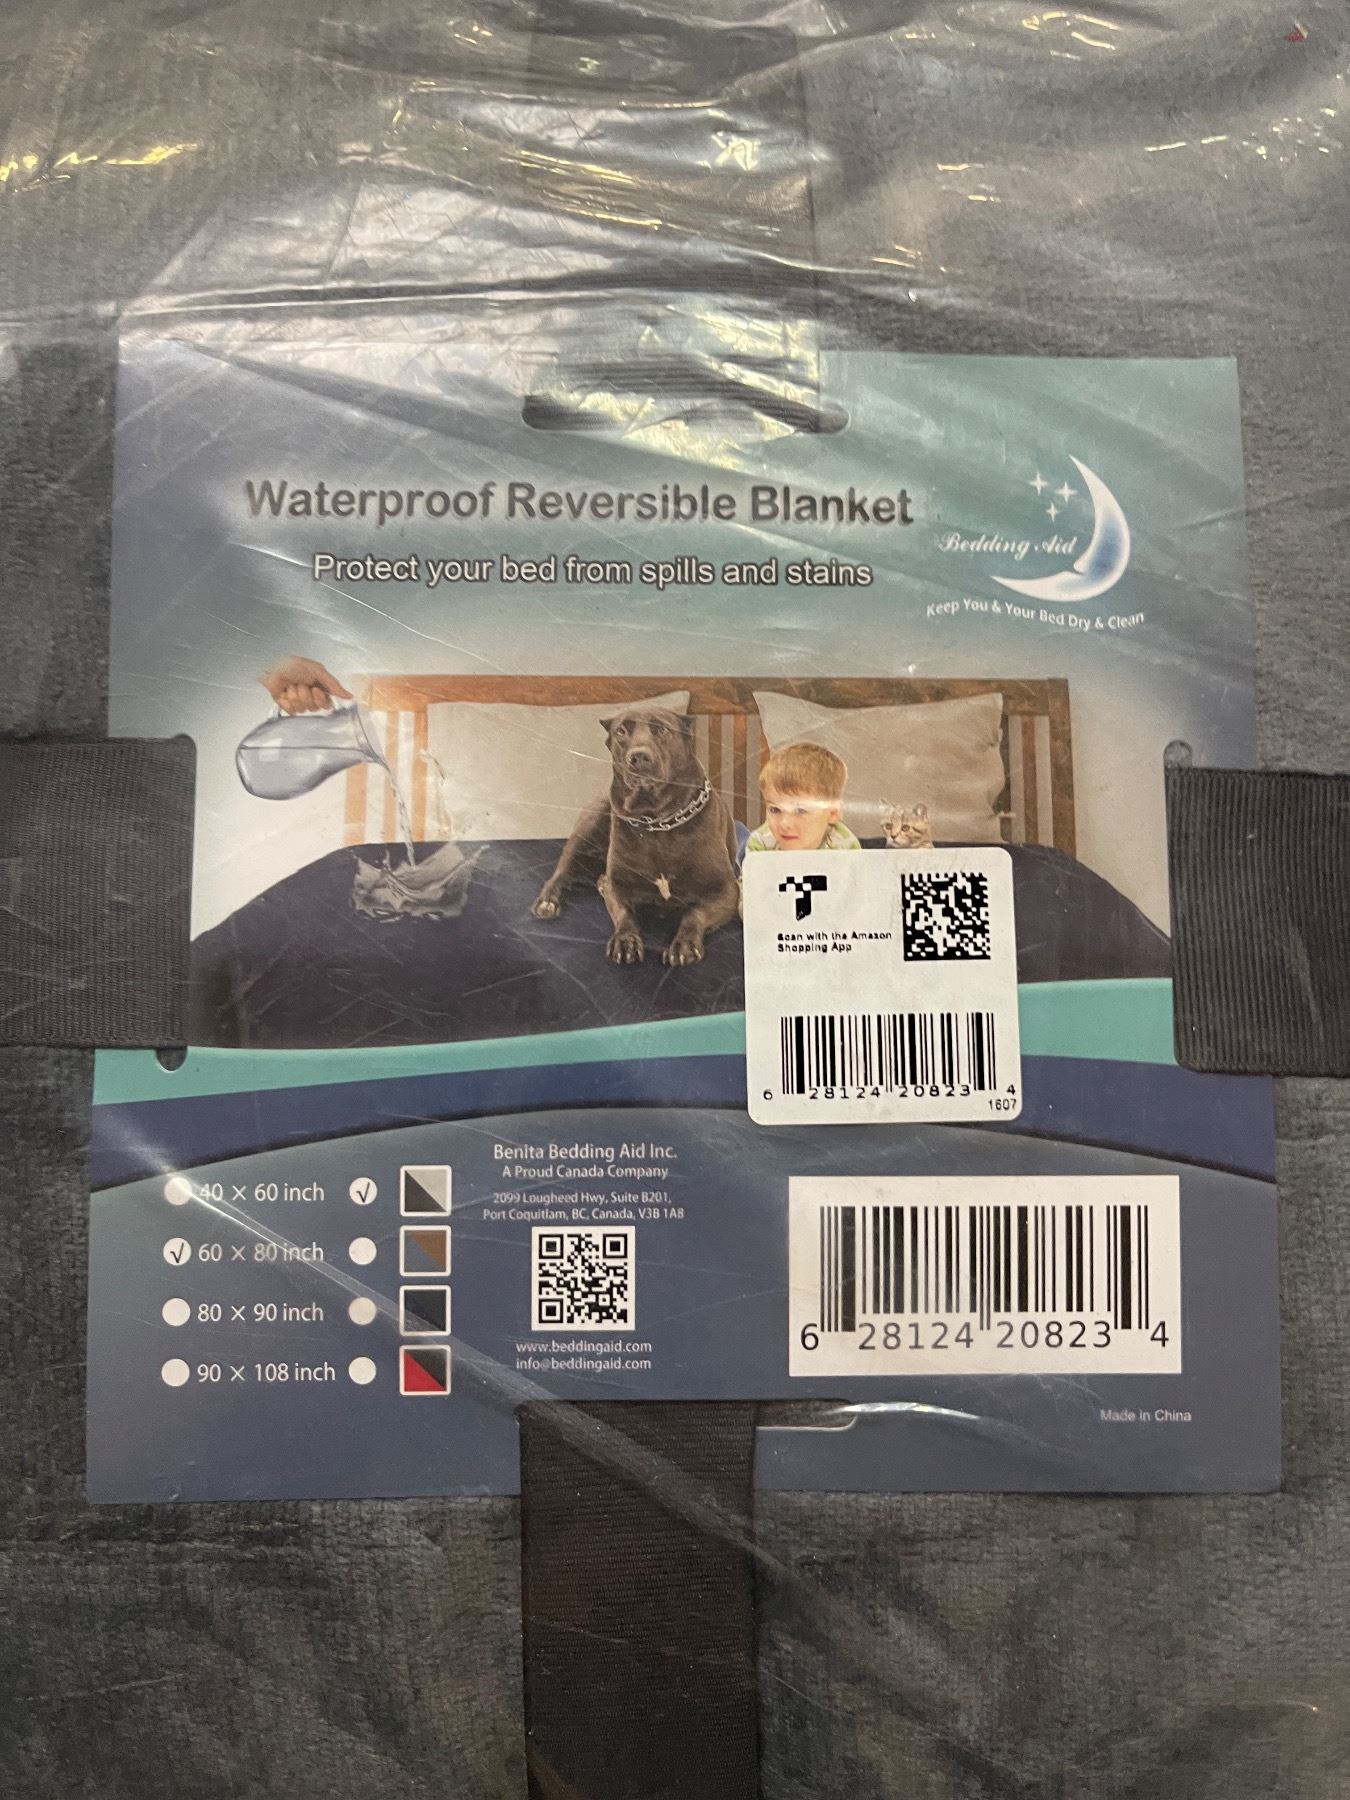 Waterproof Reversible Blanket
Protect your bed from spills and stains
Bedding Aid
Keep You & Your Bed Dry & Clean
Scan with the Amazon
Shopping App
6 28124 20823 4
1607
40 × 60 inch √
√ 60 × 80 inch
80 × 90 inch
90 × 108 inch
Benita Bedding Aid Inc.
A Proud Canada Company
2099 Lougheed Hwy, Suite B201,
Port Coquitlam, BC, Canada, V3B 1A8
www.beddingaid.com
info@beddingaid.com
6 28124 20823 4
Made in China